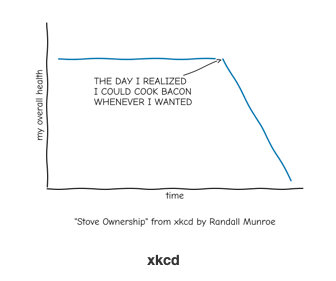 THE DAY I REALIZED
I COULD COOK BACON
WHENEVER I WANTED
my overall health
time
"Stove Ownership" from xkcd by Randall Munroe
xkcd